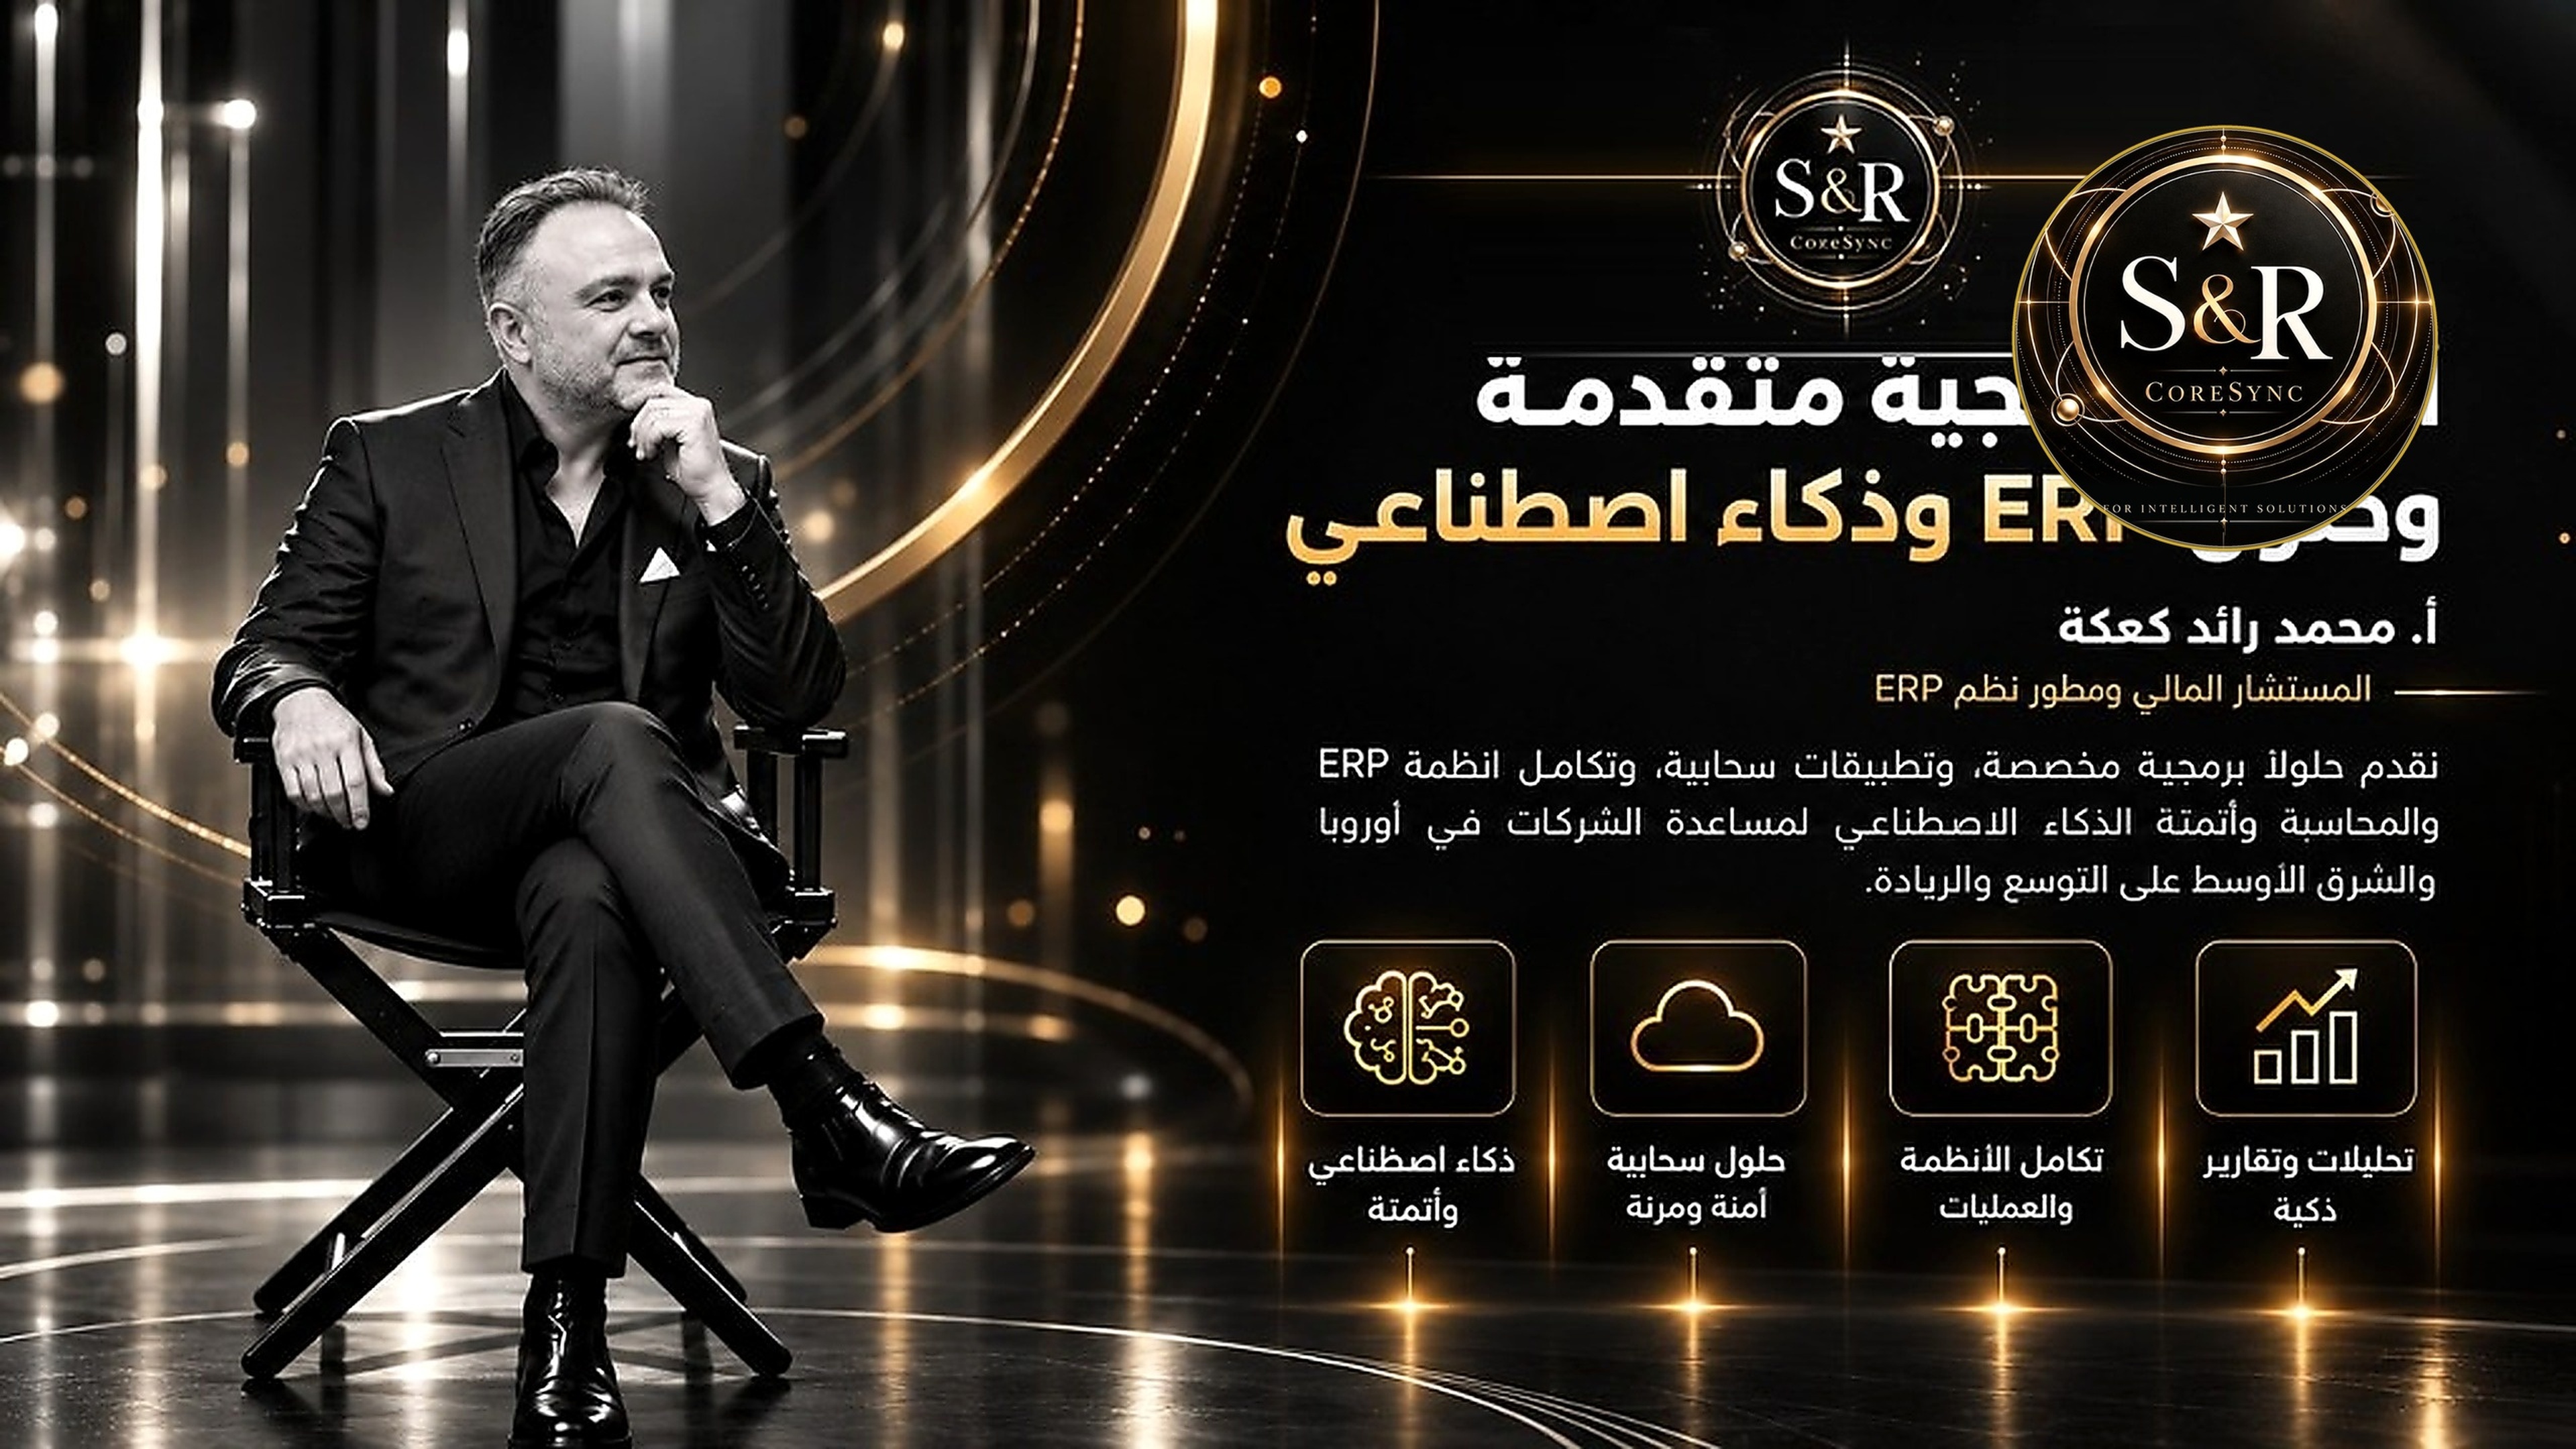 S&R
CoreSync
S&R
CoreSync
FOR INTELLIGENT SOLUTIONS
متقدمة
ERP وذكاء اصطناعي
أ. محمد رائد كعكة
المستشار المالي ومطور نظم ERP
نقدم حلولاً برمجية مخصصة، وتطبيقات سحابية، وتكامل انظمة ERP
والمحاسبة وأتمتة الذكاء الاصطناعي لمساعدة الشركات في أوروبا
والشرق الأوسط على التوسع والريادة.
تحليلات وتقارير
ذكية
تكامل الأنظمة
والعمليات
حلول سحابية
أمنة ومرنة
ذكاء اصظناعي
وأتمتة